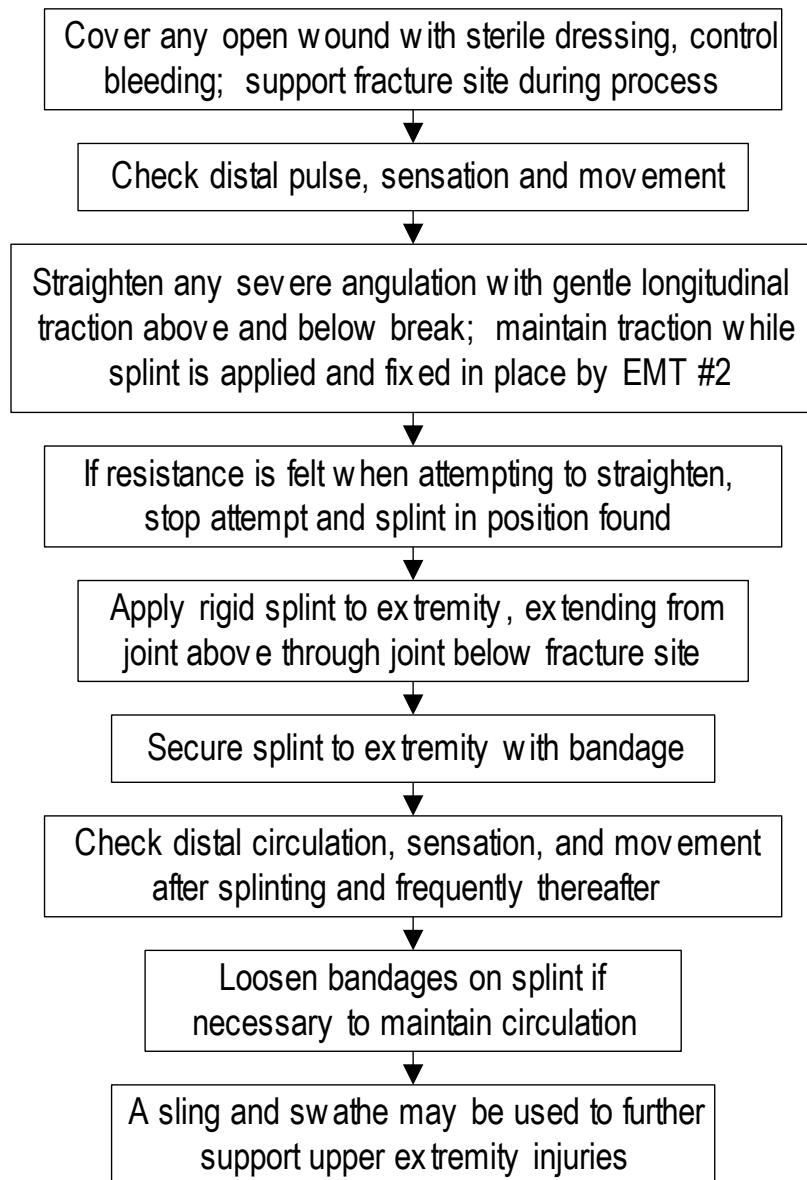 Cover any open wound with sterile dressing, control
bleeding; support fracture site during process
Check distal pulse, sensation and movement
Straighten any severe angulation with gentle longitudinal
traction above and below break; maintain traction while
splint is applied and fixed in place by EMT #2
If resistance is felt when attempting to straighten,
stop attempt and splint in position found
Apply rigid splint to extremity, extending from
joint above through joint below fracture site
Secure splint to extremity with bandage
Check distal circulation, sensation, and movement
after splinting and frequently thereafter
Loosen bandages on splint if
necessary to maintain circulation
A sling and swathe may be used to further
support upper extremity injuries